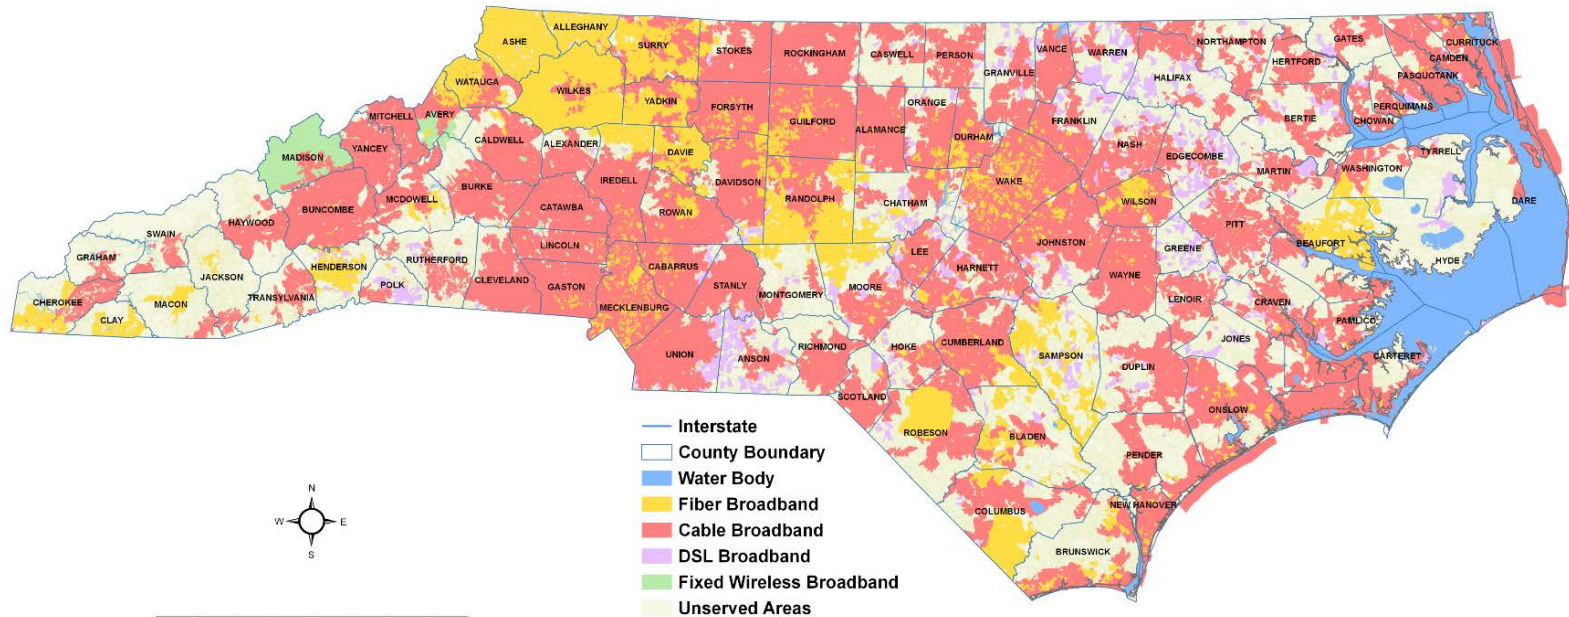 ALLEGHANY
ASHE
SURRY
STOKES
ROCKINGHAM
CASWELL
PERSON
VANCE
WARREN
NORTHAMPTON
GATES
CURRITUCK
CAMDEN
HERTFORD
PASQUOTANK
GRANVILLE
HALIFAX
WATAUGA
WILKES
YADKIN
FORSYTH
GUILFORD
ALAMANCE
ORANGE
DURHAM
FRANKLIN
NASH
BERTIE
PERQUIMANS
CHOWAN
MITCHELL
AVERY
CALDWELL
ALEXANDER
DAVIE
EDGECOMBE
MARTIN
WASHINGTON
TYRRELL
MADISON
YANCEY
IREDELL
DAVIDSON
RANDOLPH
WAKE
WILSON
DARE
BURKE
MCDOWELL
BUNCOMBE
HAYWOOD
CATAWBA
ROWAN
CHATHAM
PITT
BEAUFORT
SWAIN
GRAHAM
LINCOLN
RUTHERFORD
HENDERSON
JACKSON
CLEVELAND
CABARRUS
LEE
JOHNSTON
GREENE
HYDE
CHEROKEE
MACON
TRANSYLVANIA
POLK
GASTON
STANLY
MONTGOMERY
MOORE
HARNETT
WAYNE
LENOIR
CRAVEN
PAMLICO
CLAY
MECKLENBURG
UNION
ANSON
RICHMOND
HOKE
CUMBERLAND
SAMPSON
DUPLIN
JONES
CARTERET
SCOTLAND
ROBESON
BLADEN
ONSLOW
PENDER
COLUMBUS
NEW HANOVER
BRUNSWICK
Interstate
County Boundary
Water Body
Fiber Broadband
Cable Broadband
DSL Broadband
Fixed Wireless Broadband
Unserved Areas
N
W
E
S